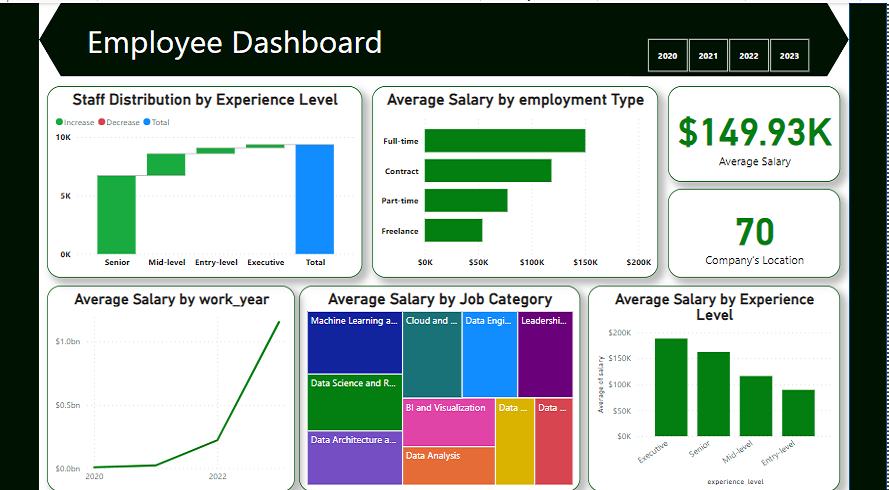 Employee Dashboard
2020 2021 2022 2023
Staff Distribution by Experience Level
Increase Decrease Total
10K
5K
0K
Senior Mid-level Entry-level Executive Total
Average Salary by employment Type
Full-time
Contract
Part-time
Freelance
$0K $50K $100K $150K $200K
$149.93K
Average Salary
70
Company's Location
Average Salary by work_year
$1.0bn
$0.5bn
$0.0bn
2020 2022
Average Salary by Job Category
Machine Learning a...
Cloud and ...
Data Engi...
Leadershi...
Data Science and R...
BI and Visualization
Data ...
Data ...
Data Architecture a...
Data Analysis
Average Salary by Experience
Level
Average of salary
$200K
$150K
$100K
$50K
$0K
Executive Senior Mid-level Entry-level
experience_level